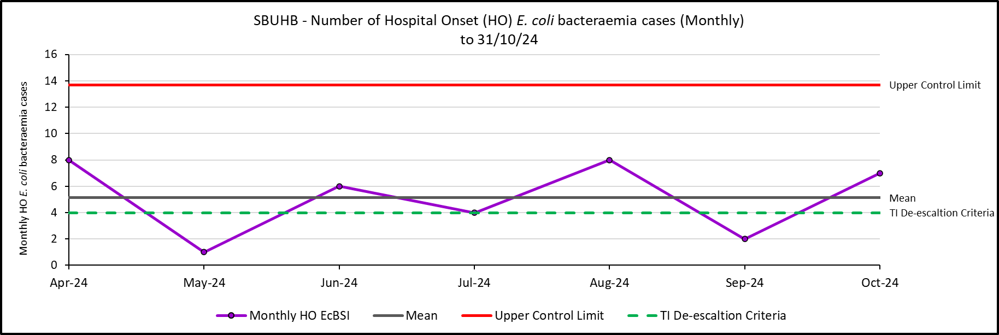 SBUHB - Number of Hospital Onset (HO) E. coli bacteraemia cases (Monthly)
to 31/10/24
Monthly HO E. coli bacteraemia cases
16
14
12
10
8
6
4
2
0
Upper Control Limit
Mean
TI De-escaltion Criteria
Apr-24 May-24 Jun-24 Jul-24 Aug-24 Sep-24 Oct-24
Monthly HO EcBSI Mean Upper Control Limit TI De-escaltion Criteria